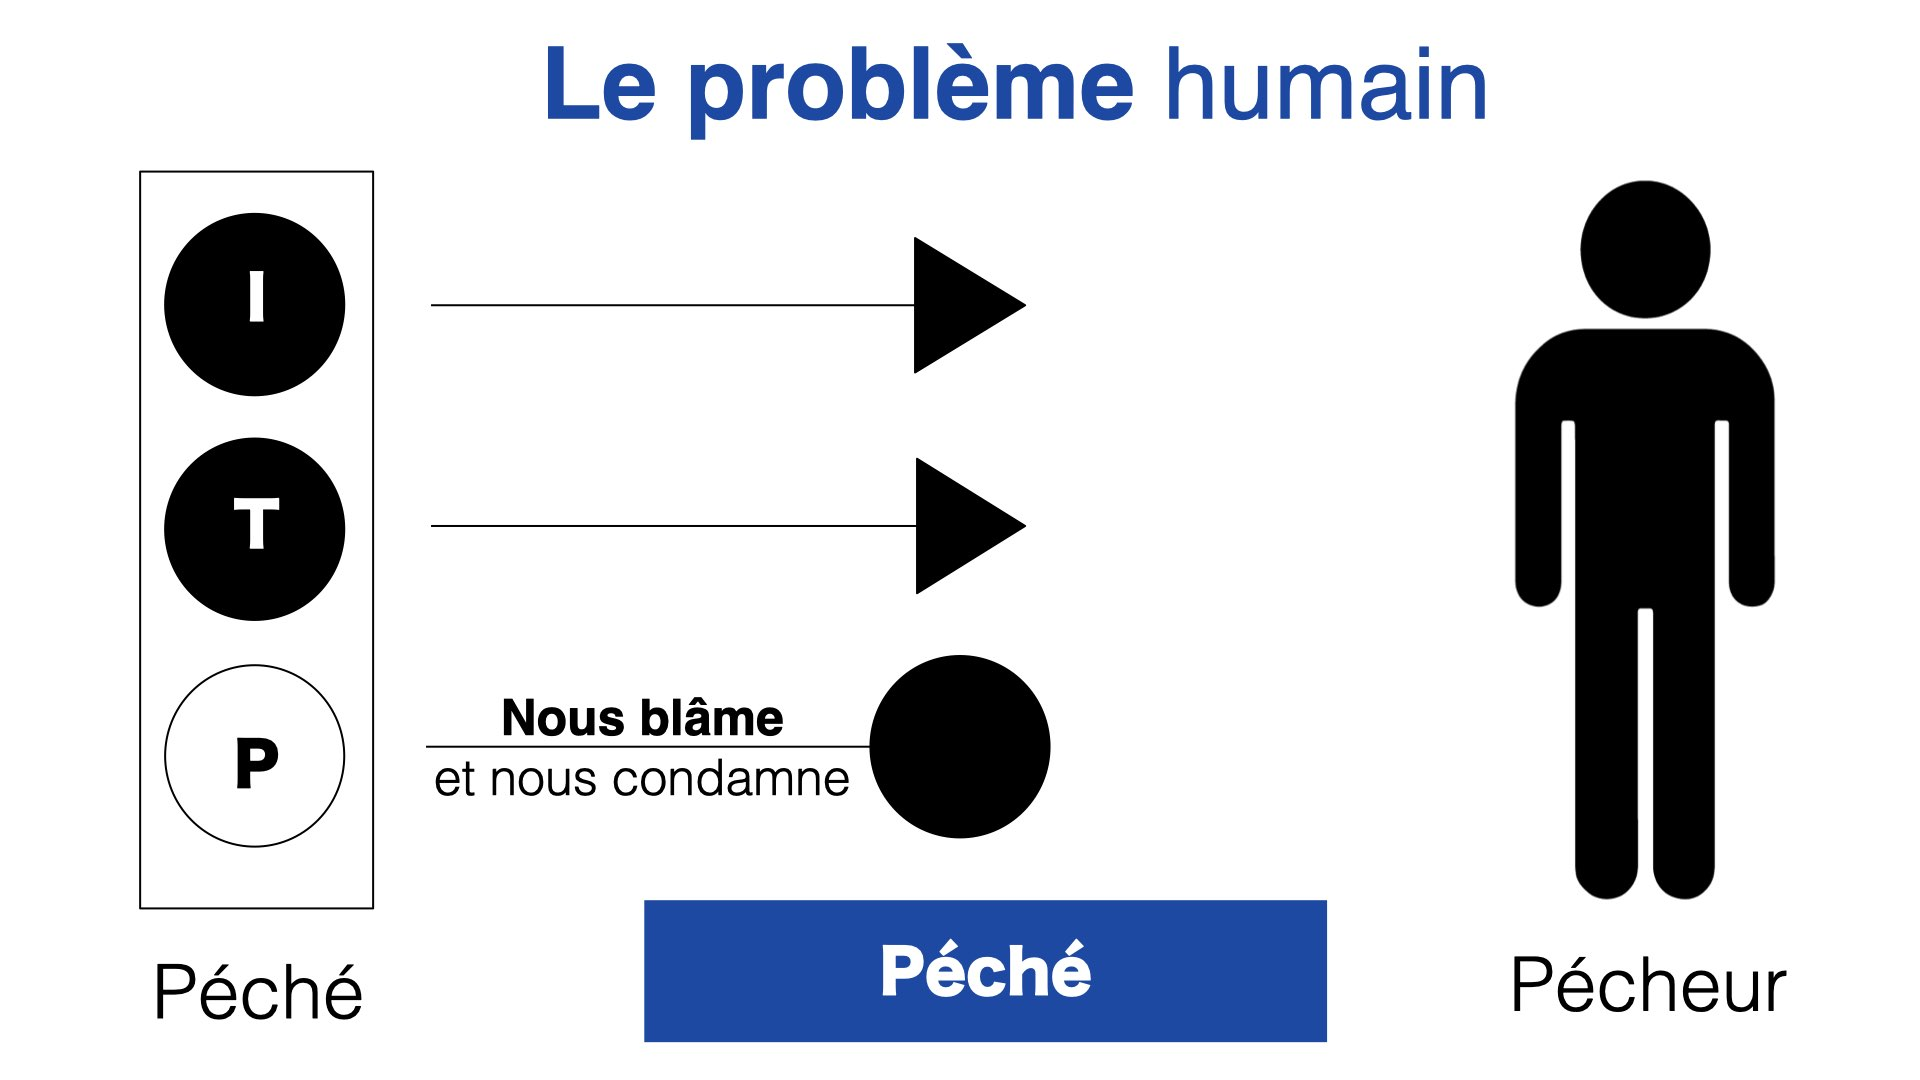 Le problème humain
I
T
P
Nous blâme
et nous condamne
Péché
Péché
Pécheur